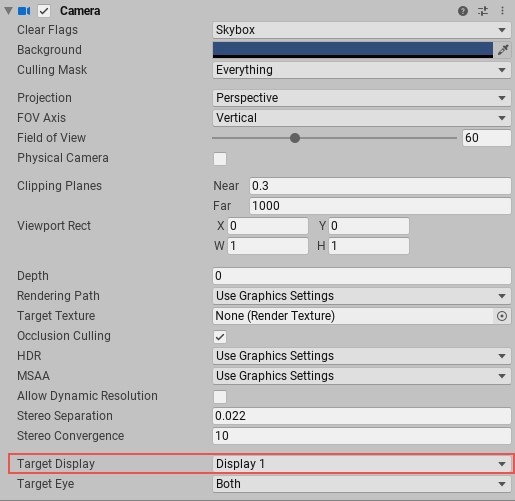 Camera
Clear Flags Skybox
Background
Culling Mask Everything
Projection Perspective
FOV Axis Vertical
Field of View 60
Physical Camera
Clipping Planes Near 0.3
Far 1000
Viewport Rect X 0 Y 0
W 1 H 1
Depth 0
Rendering Path Use Graphics Settings
Target Texture None (Render Texture)
Occlusion Culling
HDR Use Graphics Settings
MSAA Use Graphics Settings
Allow Dynamic Resolution
Stereo Separation 0.022
Stereo Convergence 10
Target Display Display 1
Target Eye Both